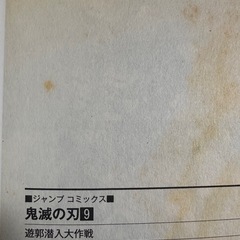 ■ジャンプ コミックス■
鬼滅の刃9
遊郭潜入大作戦